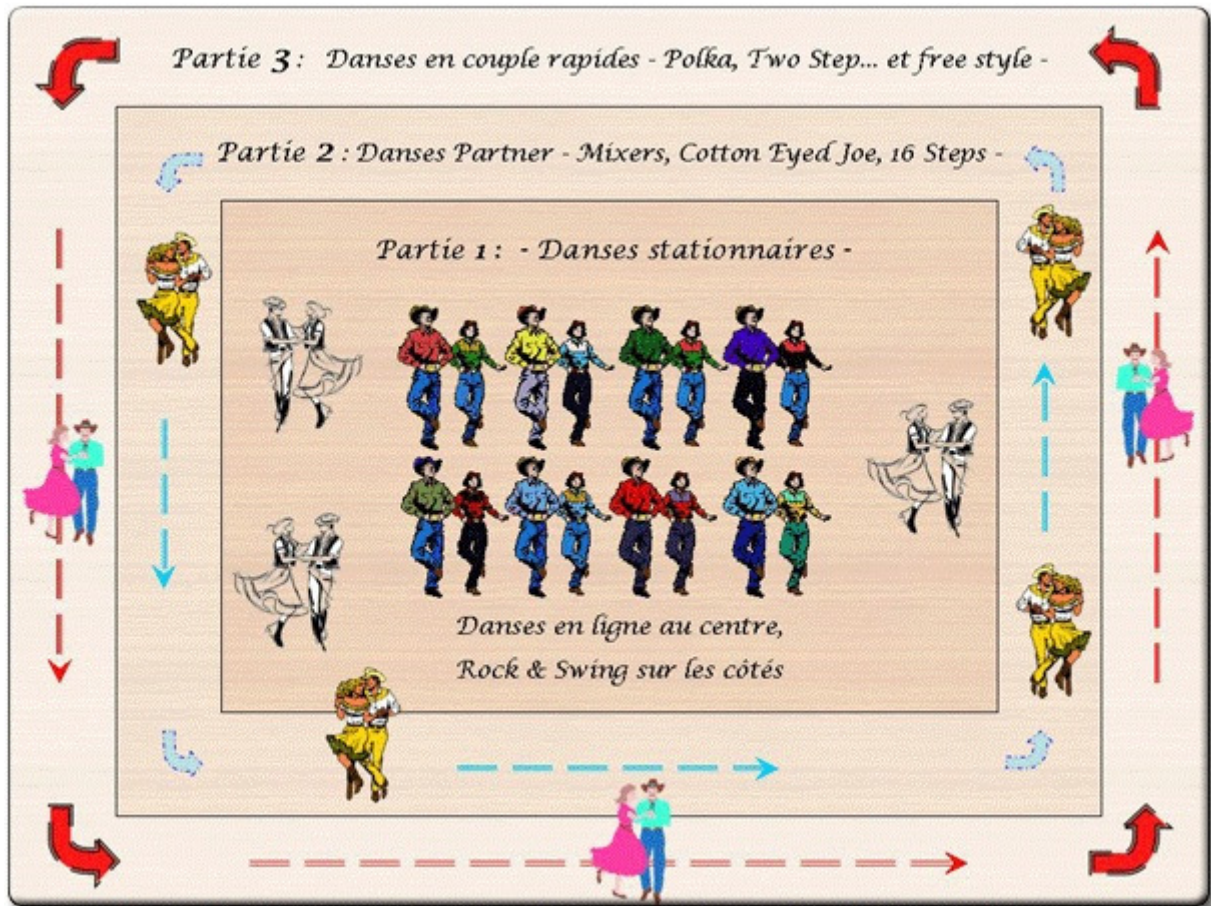 Partie 3 : Danses en couple rapides - Polka, Two Step... et free style -
Partie 2 : Danses Partner - Mixers, Cotton Eyed Joe, 16 Steps -
Partie 1 : - Danses stationnaires -
Danses en ligne au centre,
Rock & Swing sur les côtés